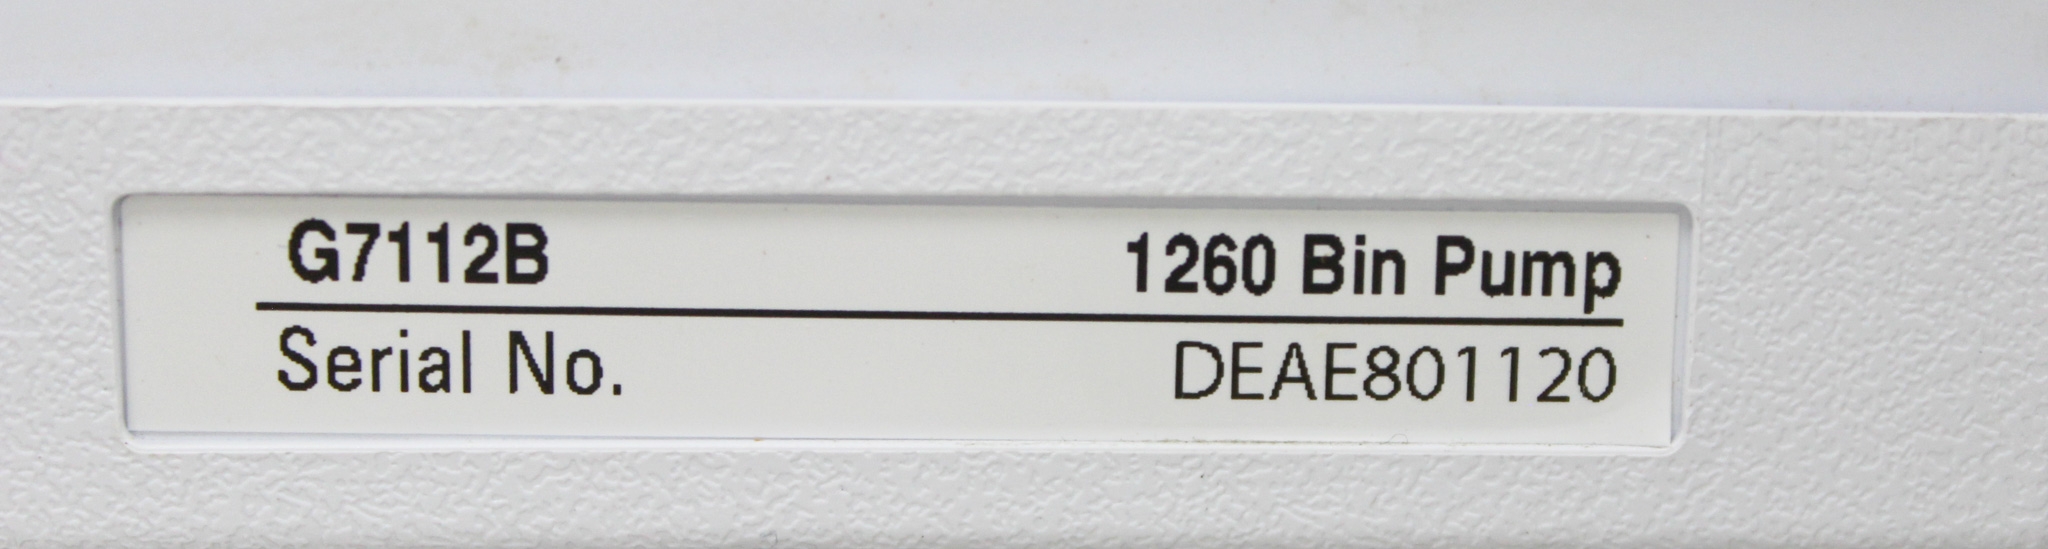 G7112B 1260 Bin Pump
Serial No. DEAE801120